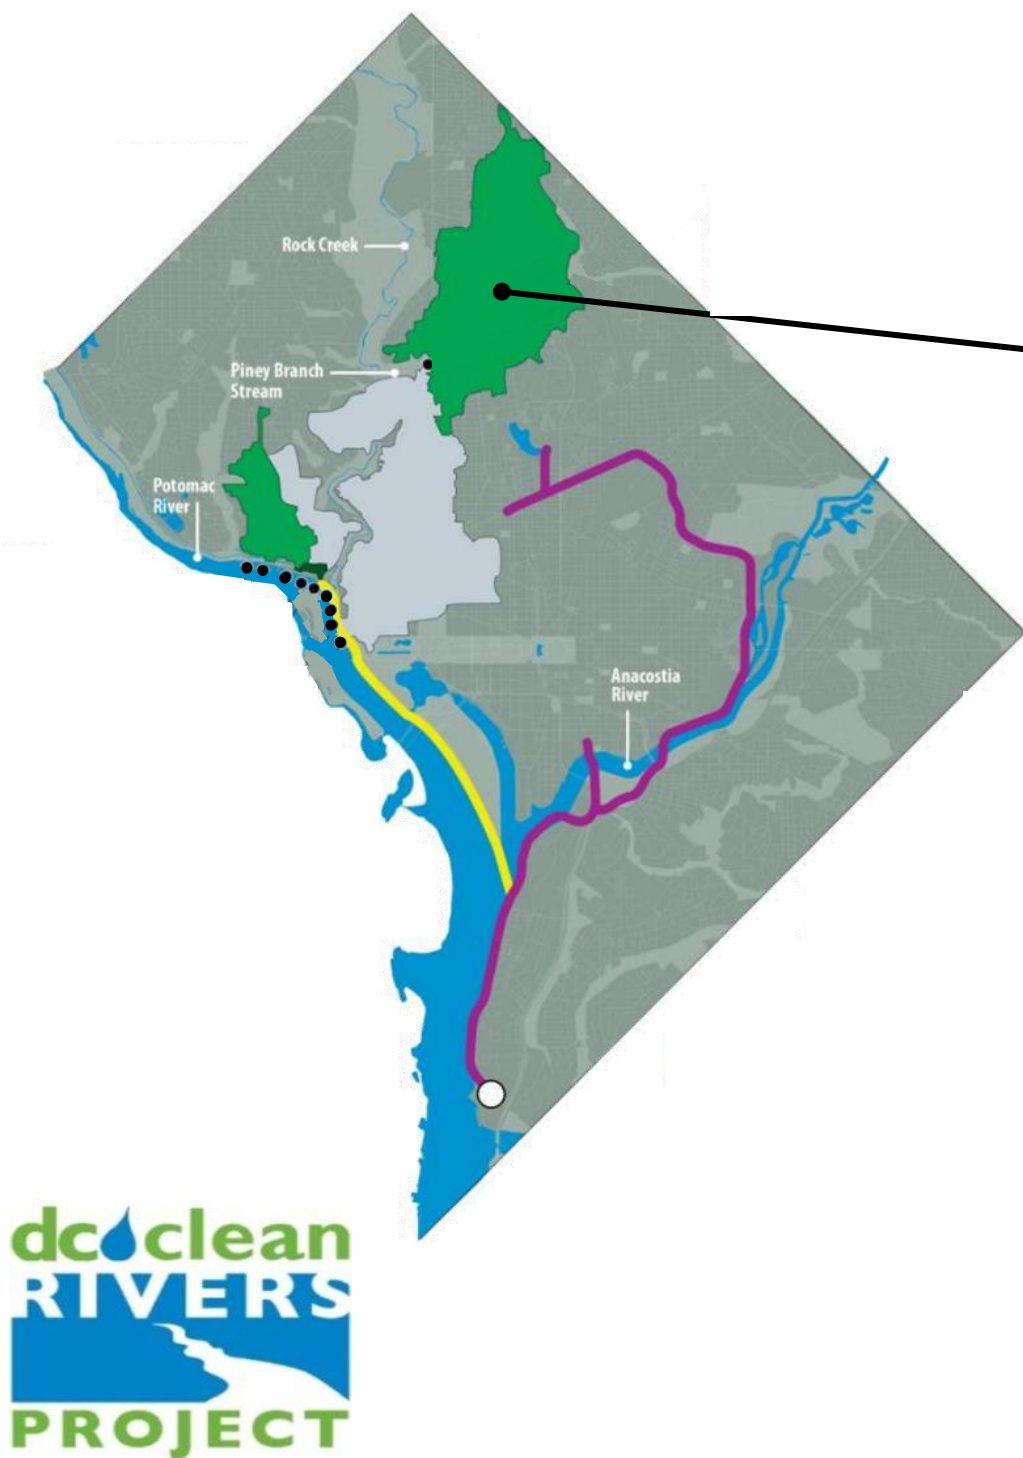 Rock Creek
Piney Branch
Stream
Potomac
River
Anacostia
River
dc clean
RIVERS
PROJECT